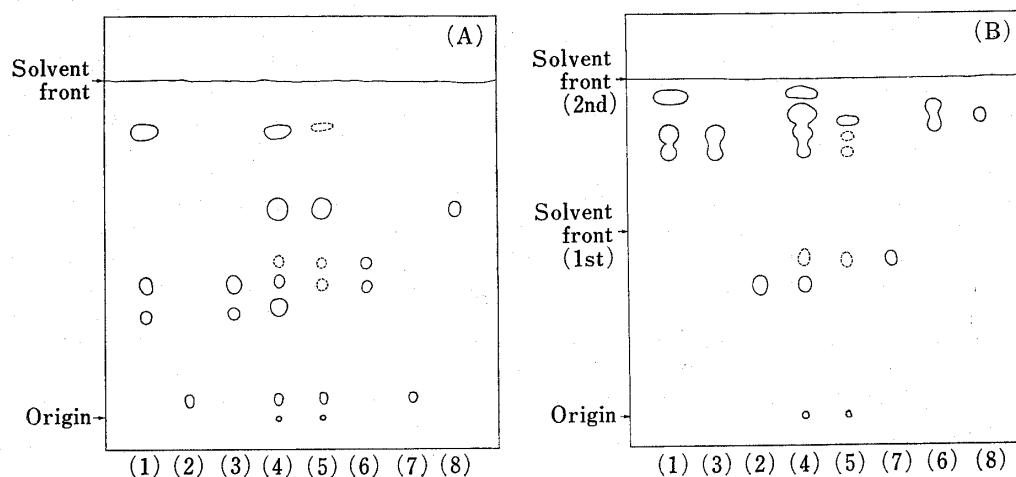 (A)
Solvent
front
Origin
(1) (2) (3) (4) (5) (6) (7) (8)
(B)
Solvent
front
(2nd)
Solvent
front
(1st)
Origin
(1) (3) (2) (4) (5) (7) (6) (8)